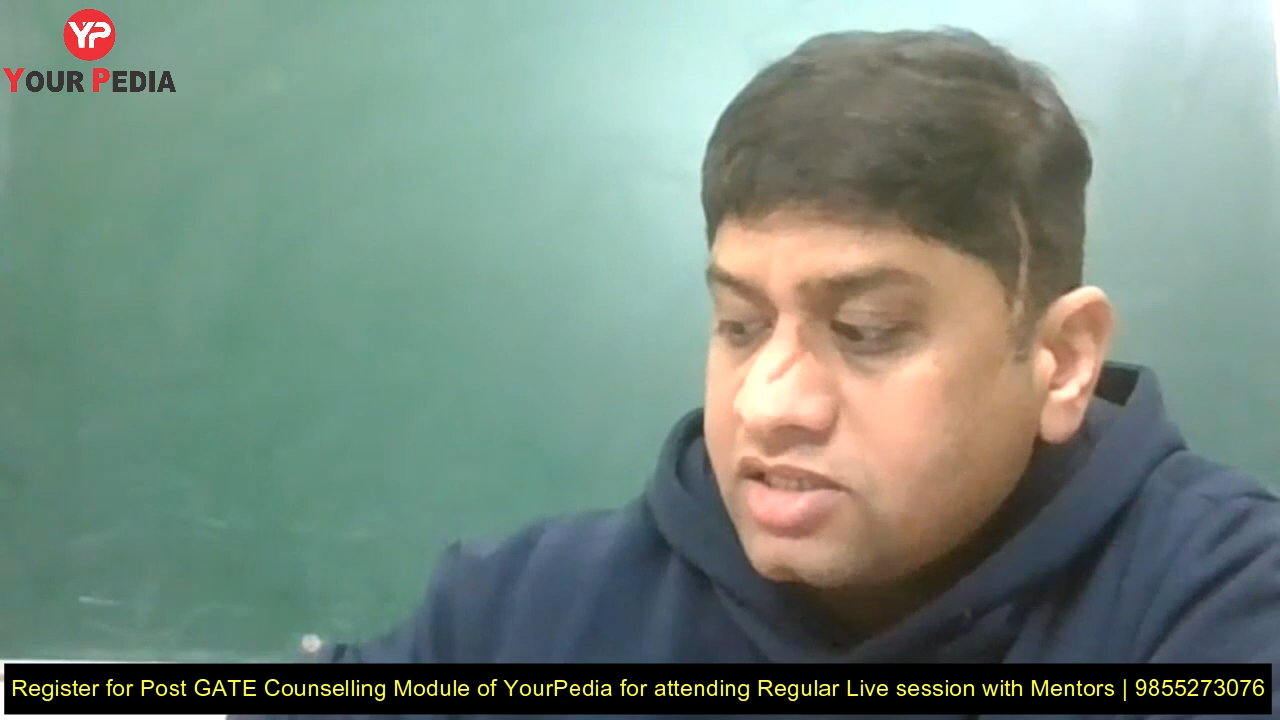 YP
YOUR PEDIA
Register for Post GATE Counselling Module of YourPedia for attending Regular Live session with Mentors | 9855273076